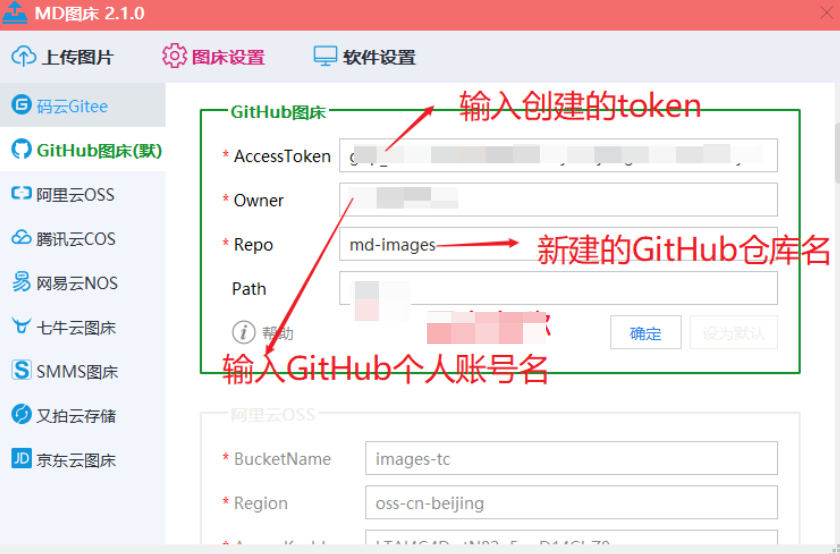 MD图床 2.1.0
上传图片
图床设置
软件设置
码云Gitee
GitHub图床(默)
阿里云OSS
腾讯云COS
网易云NOS
七牛云图床
SMMS图床
又拍云存储
京东云图床
GitHub图床
输入创建的token
* AccessToken
* Owner
* Repo
md-images
新建的GitHub仓库名
Path
帮助
确定
设为默认
输入GitHub个人账号名
阿里云OSS
* BucketName
images-tc
* Region
oss-cn-beijing